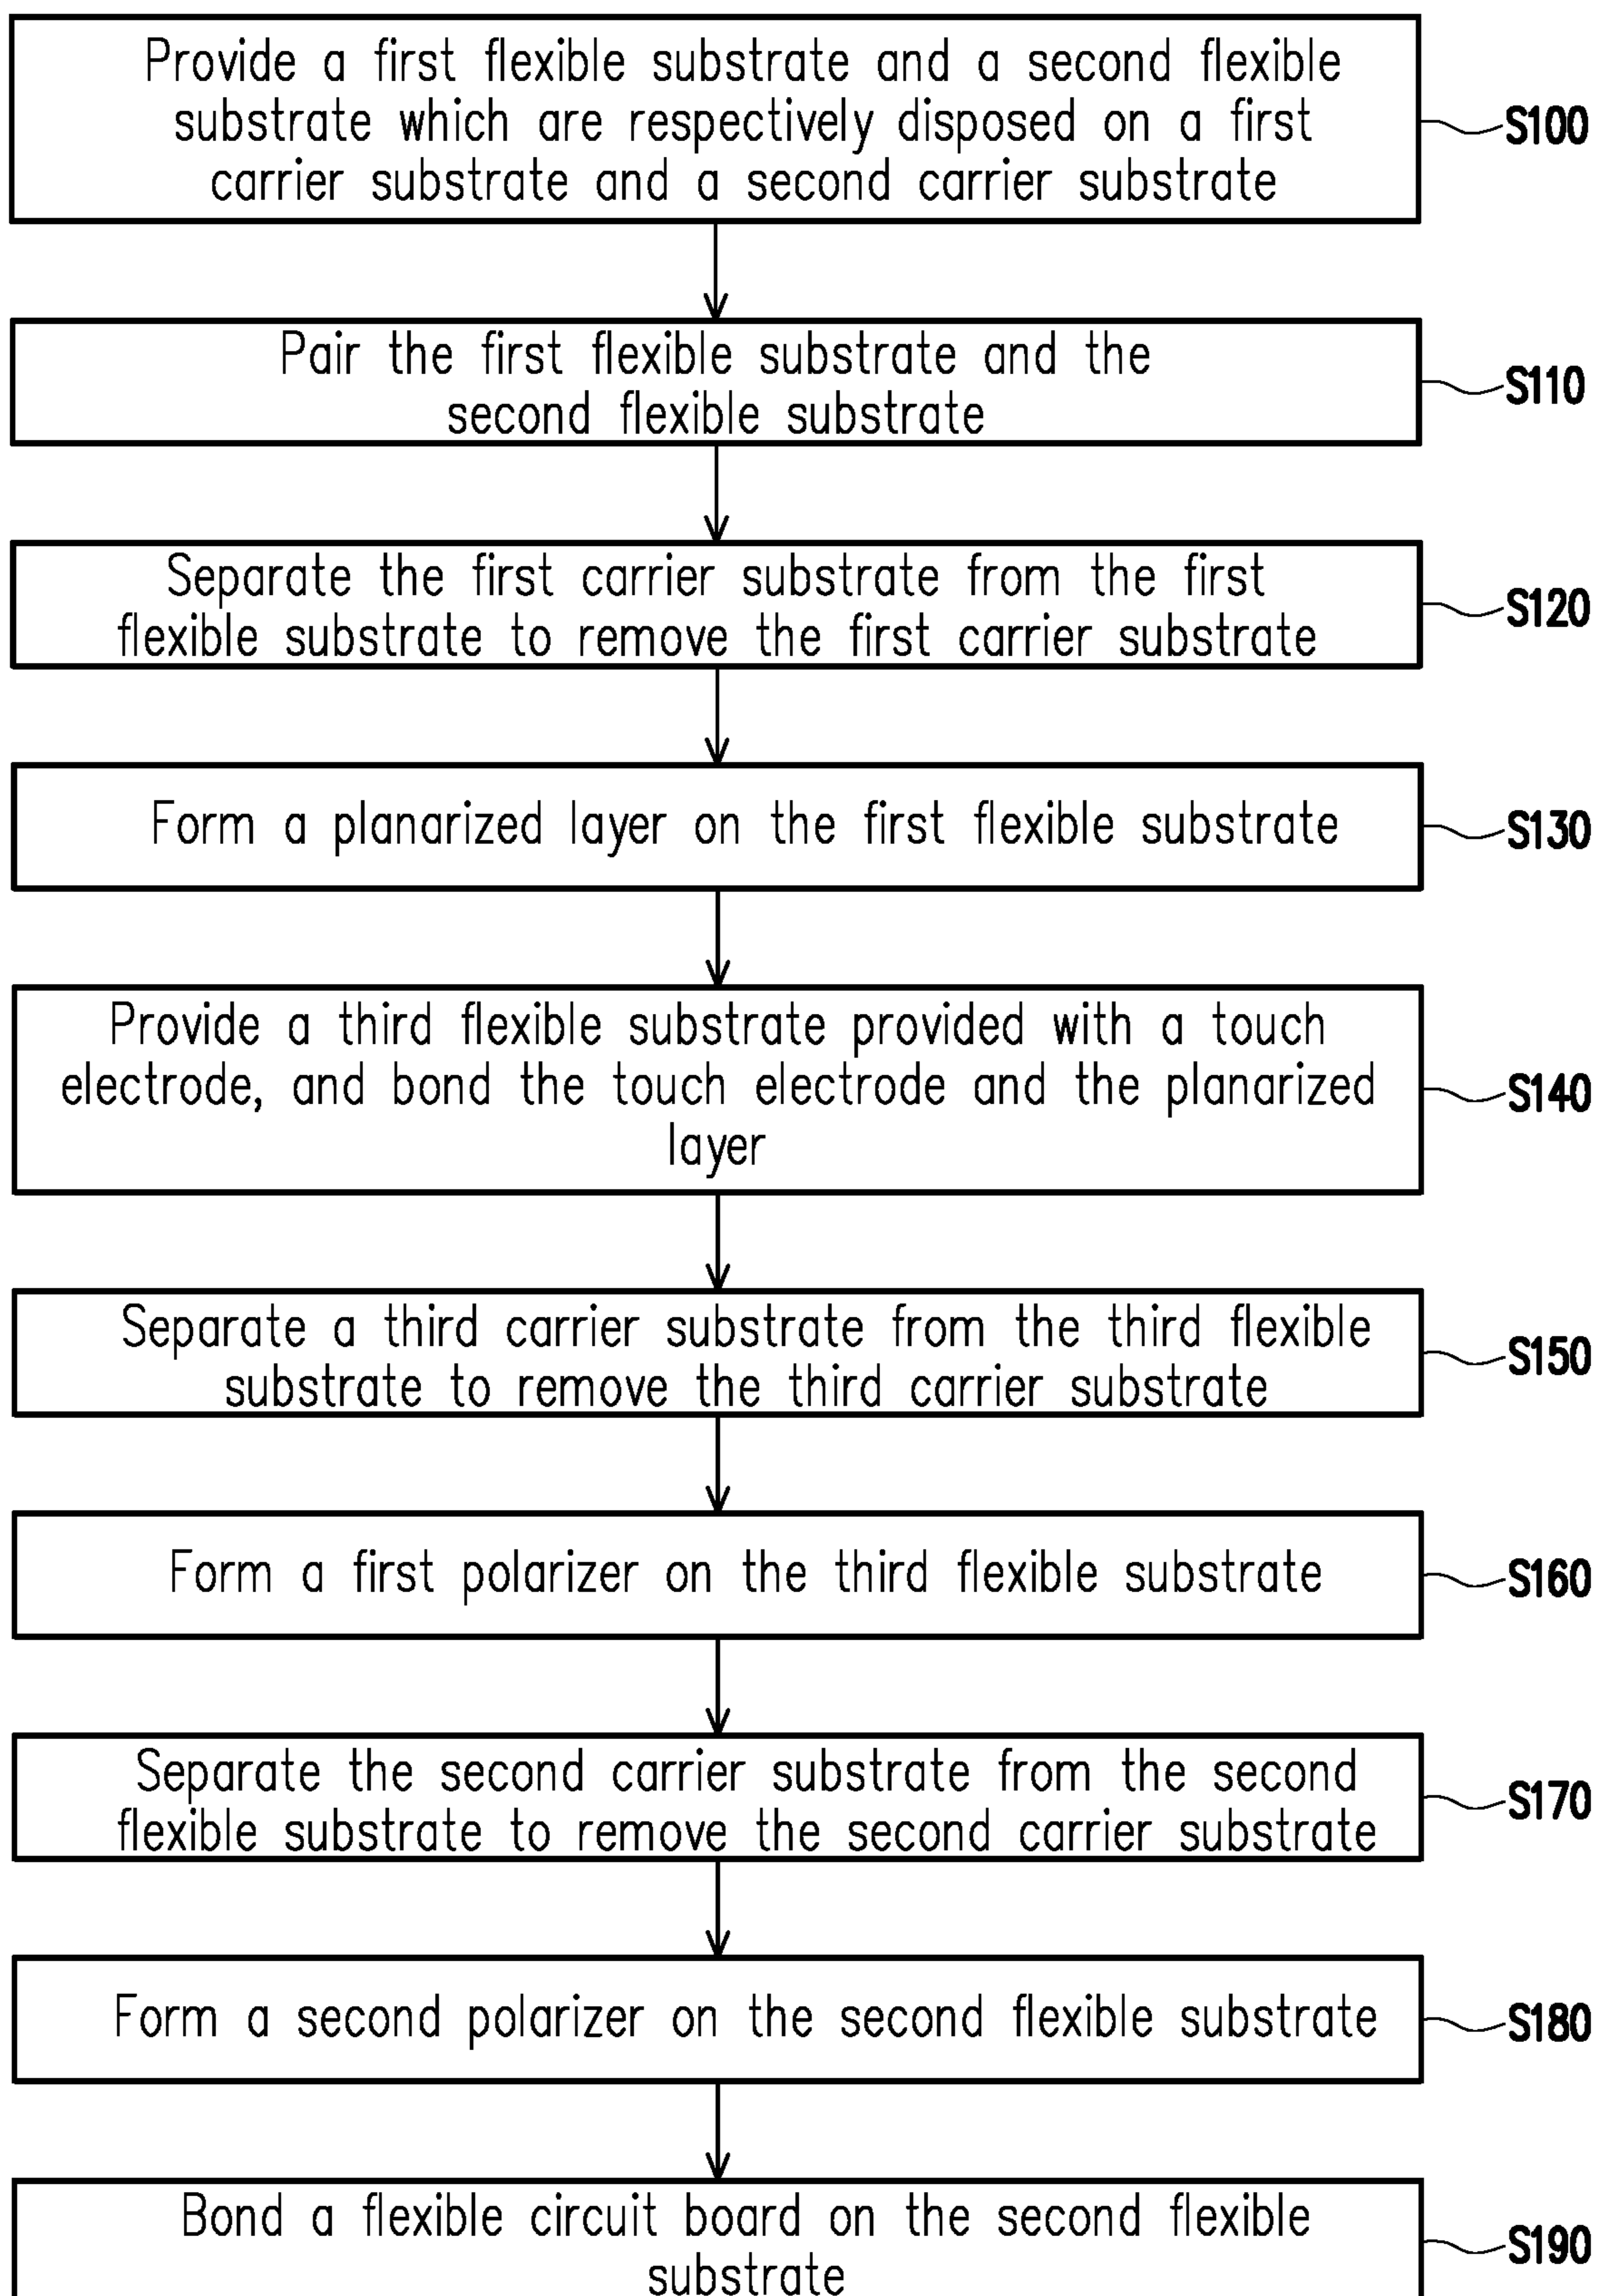 Provide a first flexible substrate and a second flexible
substrate which are respectively disposed on a first
carrier substrate and a second carrier substrate
S100
Pair the first flexible substrate and the
second flexible substrate
S110
Separate the first carrier substrate from the first
flexible substrate to remove the first carrier substrate
S120
Form a planarized layer on the first flexible substrate
S130
Provide a third flexible substrate provided with a touch
electrode, and bond the touch electrode and the planarized
layer
S140
Separate a third carrier substrate from the third flexible
substrate to remove the third carrier substrate
S150
Form a first polarizer on the third flexible substrate
S160
Separate the second carrier substrate from the second
flexible substrate to remove the second carrier substrate
S170
Form a second polarizer on the second flexible substrate
S180
Bond a flexible circuit board on the second flexible
substrate
S190